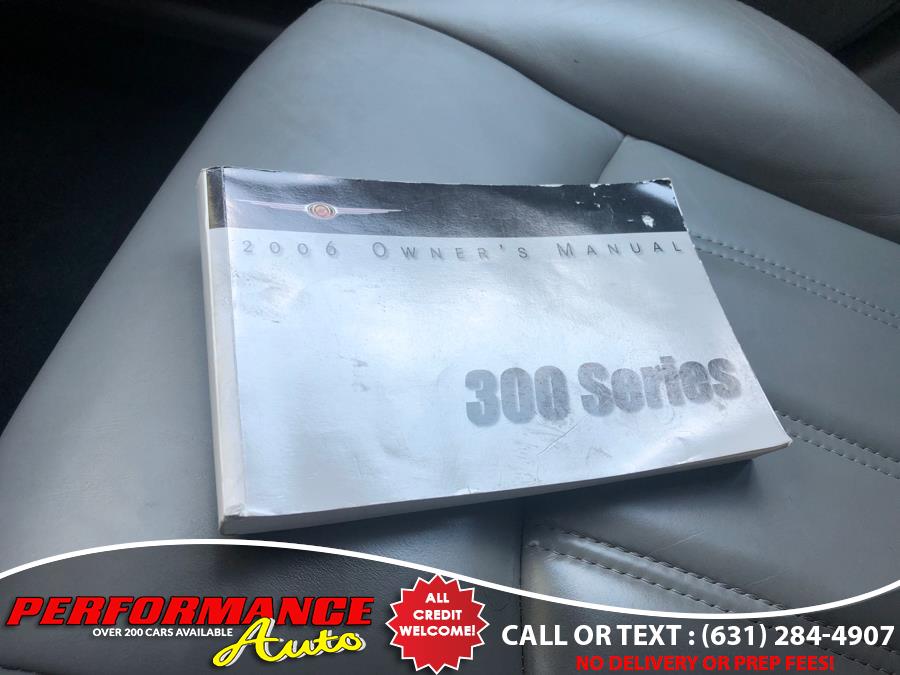 2006 OWNER'S MANUAL
300 Series
PERFORMANCE
OVER 200 CARS AVAILABLE
Auto
ALL
CREDIT
WELCOME!
CALL OR TEXT : (631) 284-4907
NO DELIVERY OR PREP FEES!